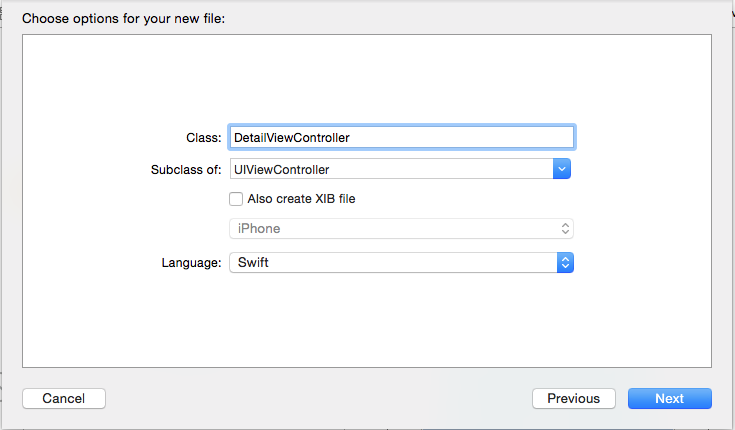 Choose options for your new file:
Class: DetailViewController
Subclass of: UIViewController
Also create XIB file
iPhone
Language: Swift
Cancel Previous Next